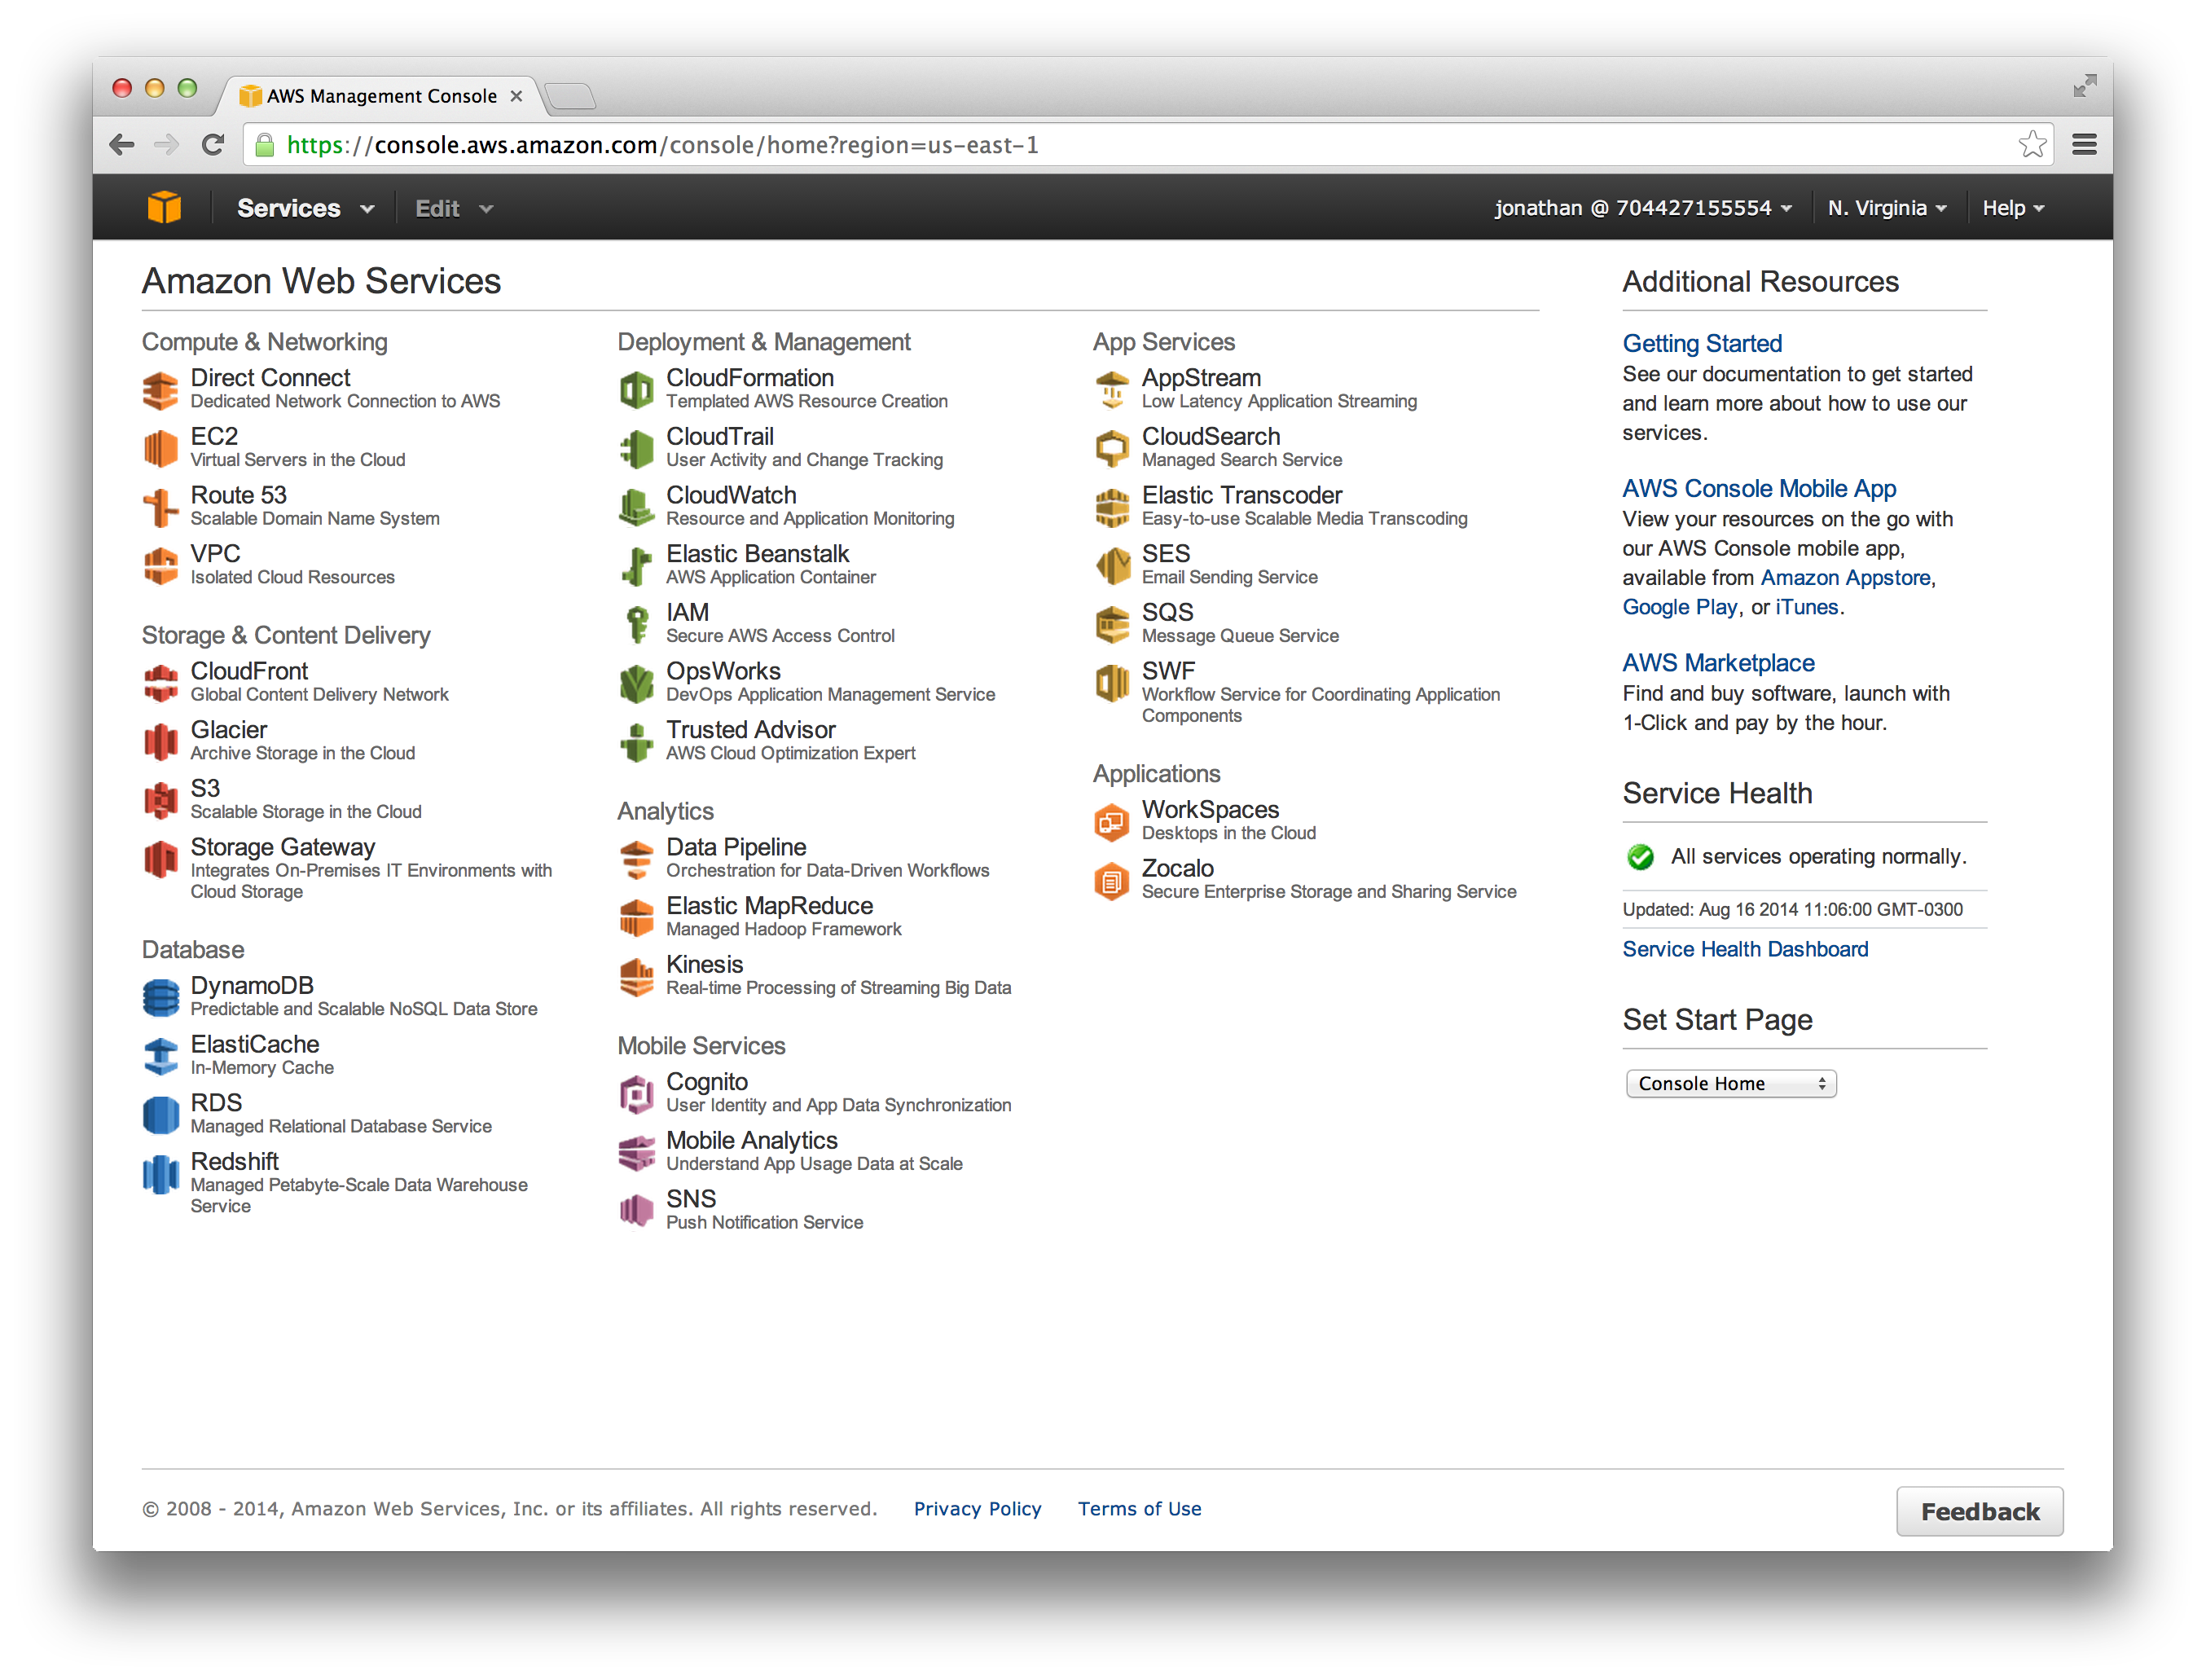 AWS Management Console
https://console.aws.amazon.com/console/home?region=us-east-1
Services Edit jonathan @ 704427155554 N. Virginia Help
Amazon Web Services
Compute & Networking
Direct Connect
Dedicated Network Connection to AWS
EC2
Virtual Servers in the Cloud
Route 53
Scalable Domain Name System
VPC
Isolated Cloud Resources
Storage & Content Delivery
CloudFront
Global Content Delivery Network
Glacier
Archive Storage in the Cloud
S3
Scalable Storage in the Cloud
Storage Gateway
Integrates On-Premises IT Environments with
Cloud Storage
Database
DynamoDB
Predictable and Scalable NoSQL Data Store
ElastiCache
In-Memory Cache
RDS
Managed Relational Database Service
Redshift
Managed Petabyte-Scale Data Warehouse
Service
Deployment & Management
CloudFormation
Templated AWS Resource Creation
CloudTrail
User Activity and Change Tracking
CloudWatch
Resource and Application Monitoring
Elastic Beanstalk
AWS Application Container
IAM
Secure AWS Access Control
OpsWorks
DevOps Application Management Service
Trusted Advisor
AWS Cloud Optimization Expert
Analytics
Data Pipeline
Orchestration for Data-Driven Workflows
Elastic MapReduce
Managed Hadoop Framework
Kinesis
Real-time Processing of Streaming Big Data
Mobile Services
Cognito
User Identity and App Data Synchronization
Mobile Analytics
Understand App Usage Data at Scale
SNS
Push Notification Service
App Services
AppStream
Low Latency Application Streaming
CloudSearch
Managed Search Service
Elastic Transcoder
Easy-to-use Scalable Media Transcoding
SES
Email Sending Service
SQS
Message Queue Service
SWF
Workflow Service for Coordinating Application
Components
Applications
WorkSpaces
Desktops in the Cloud
Zocalo
Secure Enterprise Storage and Sharing Service
Additional Resources
Getting Started
See our documentation to get started
and learn more about how to use our
services.
AWS Console Mobile App
View your resources on the go with
our AWS Console mobile app,
available from Amazon Appstore,
Google Play, or iTunes.
AWS Marketplace
Find and buy software, launch with
1-Click and pay by the hour.
Service Health
All services operating normally.
Updated: Aug 16 2014 11:06:00 GMT-0300
Service Health Dashboard
Set Start Page
Console Home
© 2008 - 2014, Amazon Web Services, Inc. or its affiliates. All rights reserved. Privacy Policy Terms of Use
Feedback